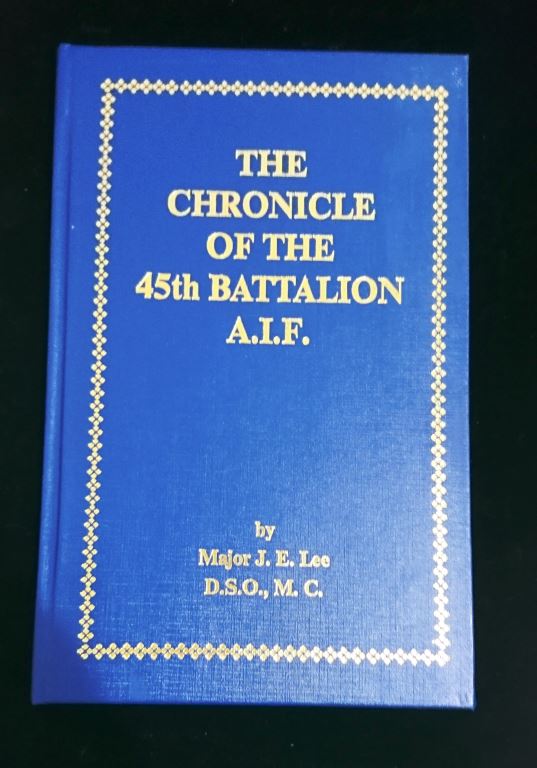 THE
CHRONICLE
OF THE
45th BATTALION
A.I.F.
by
Major J. E. Lee
D.S.O., M. C.